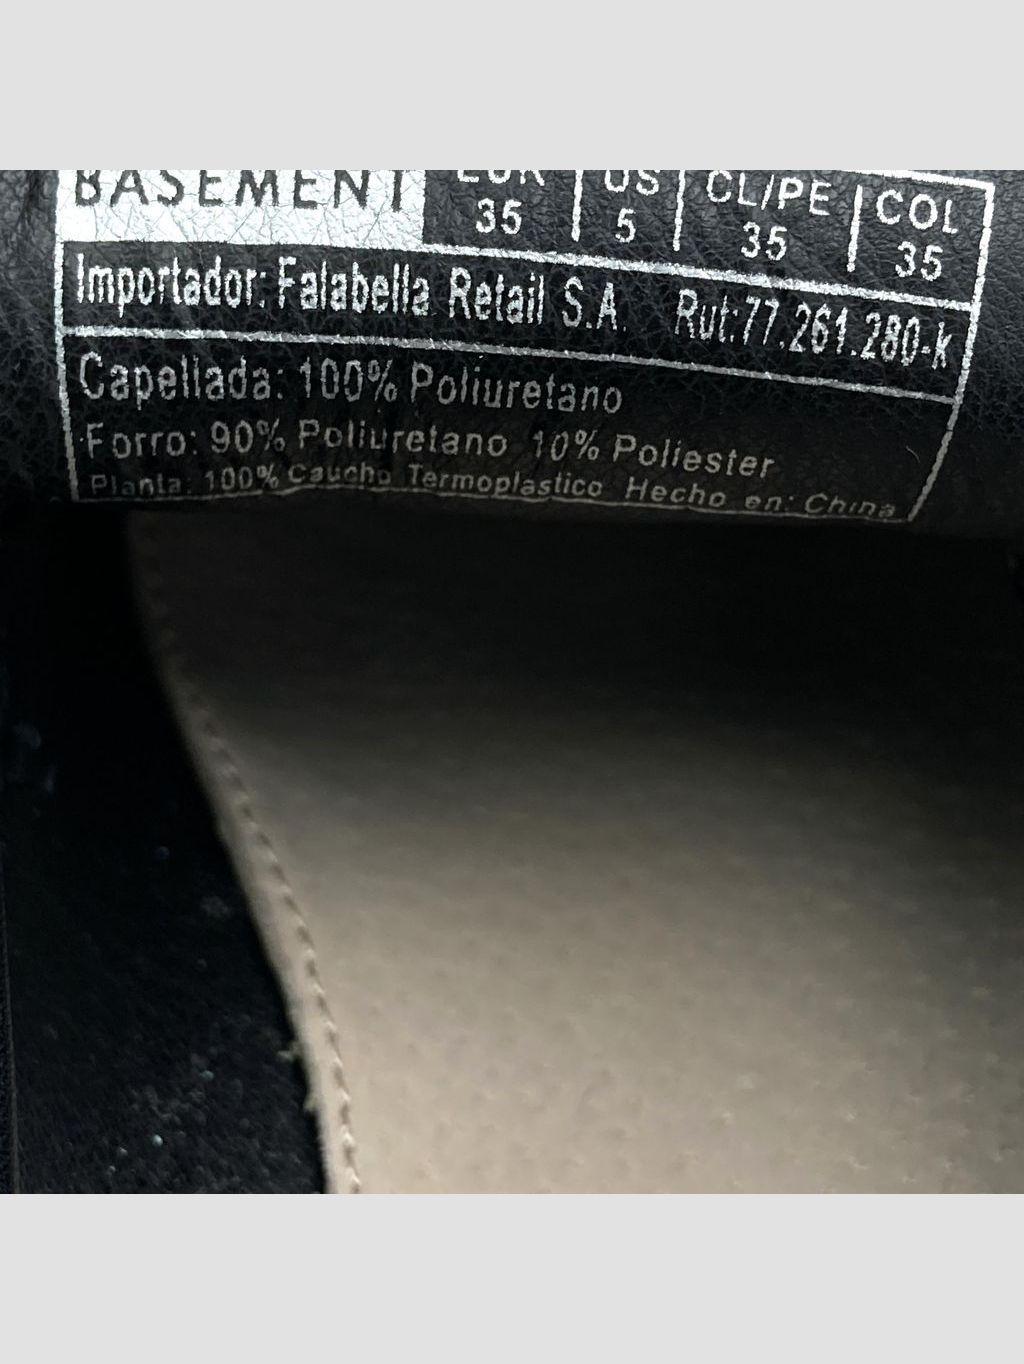 BASEMENT EUR US CL/PE COL
35 5 35 35
Importador: Falabella Retail S.A. Rut:77.261.280-k
Capellada: 100% Poliuretano
Forro: 90% Poliuretano 10% Poliester
Planta: 100% Caucho Termoplastico Hecho en: China